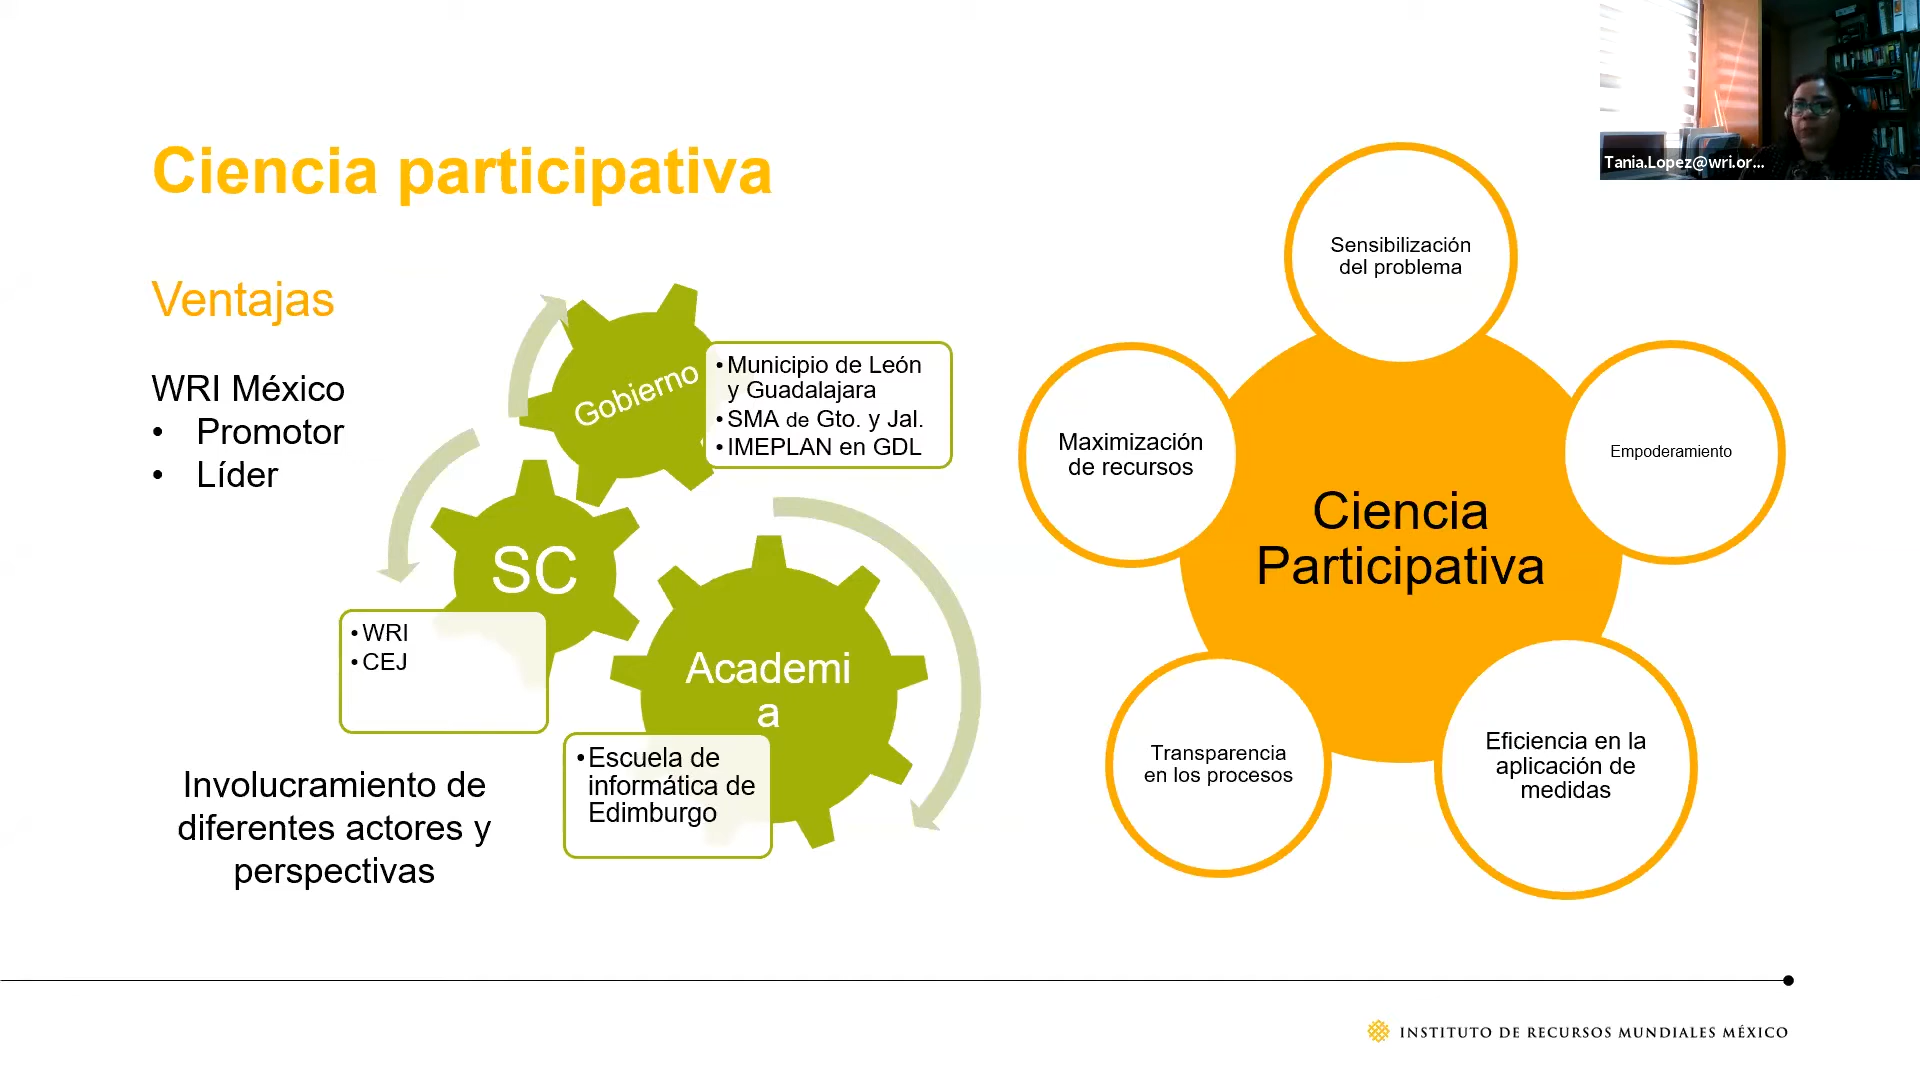 Tania.Lopez@wri.or...
Ciencia participativa
Ventajas
WRI México
• Promotor
• Líder
Gobierno
•Municipio de León
y Guadalajara
•SMA de Gto. y Jal.
•IMEPLAN en GDL
SC
•WRI
•CEJ
Academi
a
•Escuela de
informática de
Edimburgo
Involucramiento de
diferentes actores y
perspectivas
Sensibilización
del problema
Maximización
de recursos
Empoderamiento
Ciencia
Participativa
Transparencia
en los procesos
Eficiencia en la
aplicación de
medidas
INSTITUTO DE RECURSOS MUNDIALES MÉXICO